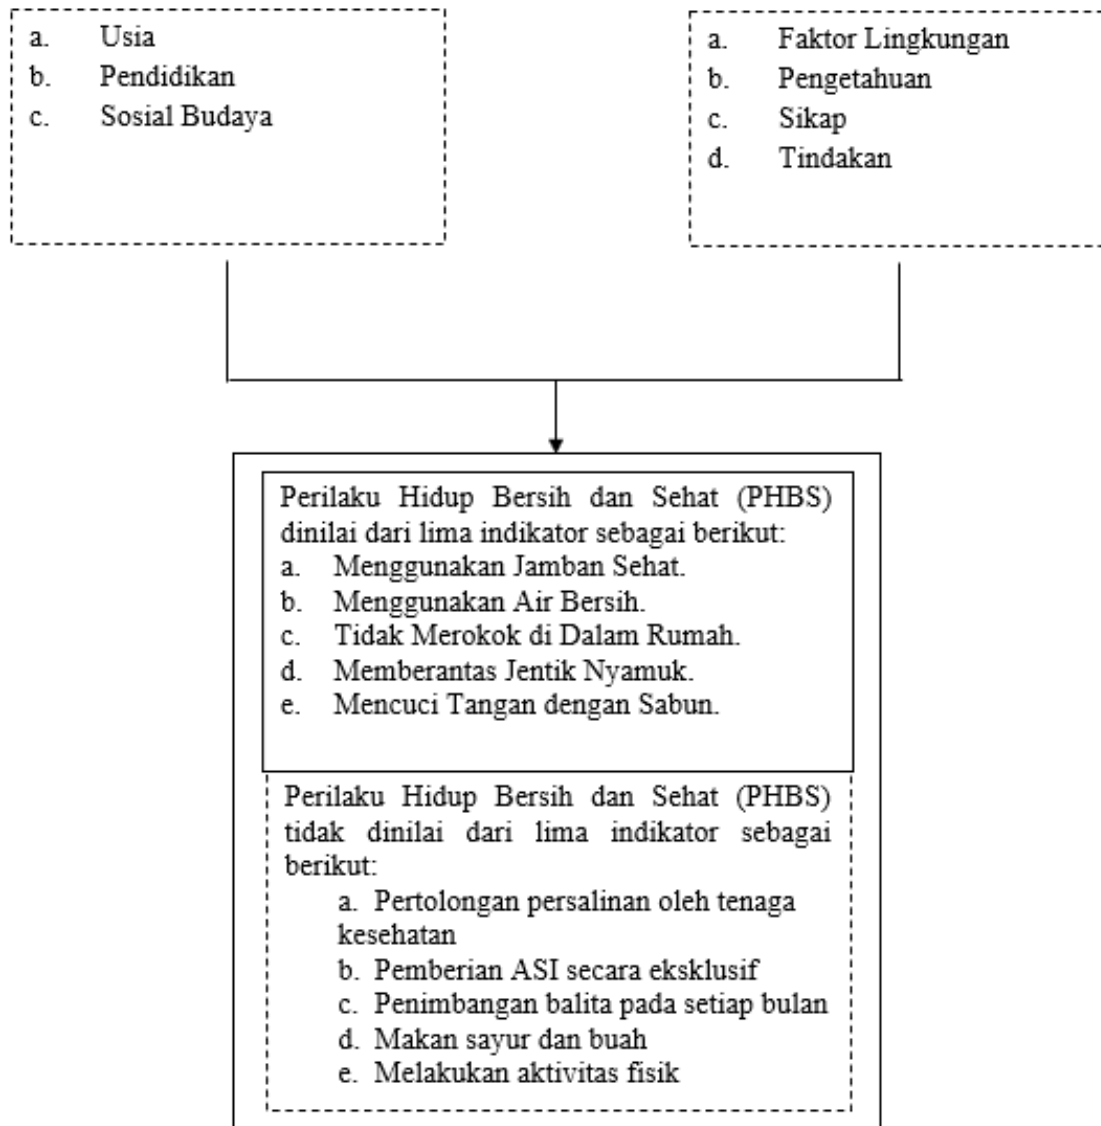 a. Usia
b. Pendidikan
c. Sosial Budaya
a. Faktor Lingkungan
b. Pengetahuan
c. Sikap
d. Tindakan
Perilaku Hidup Bersih dan Sehat (PHBS)
dinilai dari lima indikator sebagai berikut:
a. Menggunakan Jamban Sehat.
b. Menggunakan Air Bersih.
c. Tidak Merokok di Dalam Rumah.
d. Memberantas Jentik Nyamuk.
e. Mencuci Tangan dengan Sabun.
Perilaku Hidup Bersih dan Sehat (PHBS)
tidak dinilai dari lima indikator sebagai
berikut:
a. Pertolongan persalinan oleh tenaga
kesehatan
b. Pemberian ASI secara eksklusif
c. Penimbangan balita pada setiap bulan
d. Makan sayur dan buah
e. Melakukan aktivitas fisik